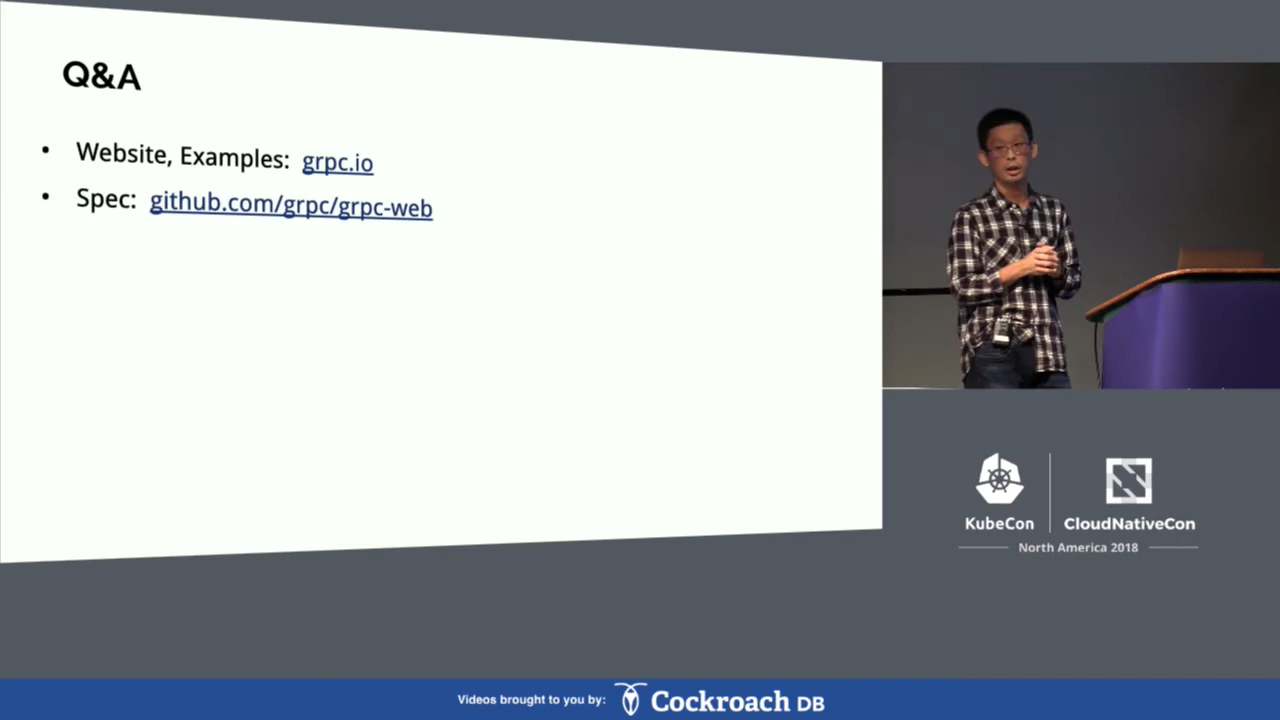 Q&A
• Website, Examples: grpc.io
• Spec: github.com/grpc/grpc-web
KubeCon
CloudNativeCon
North America 2018
Videos brought to you by: Cockroach DB